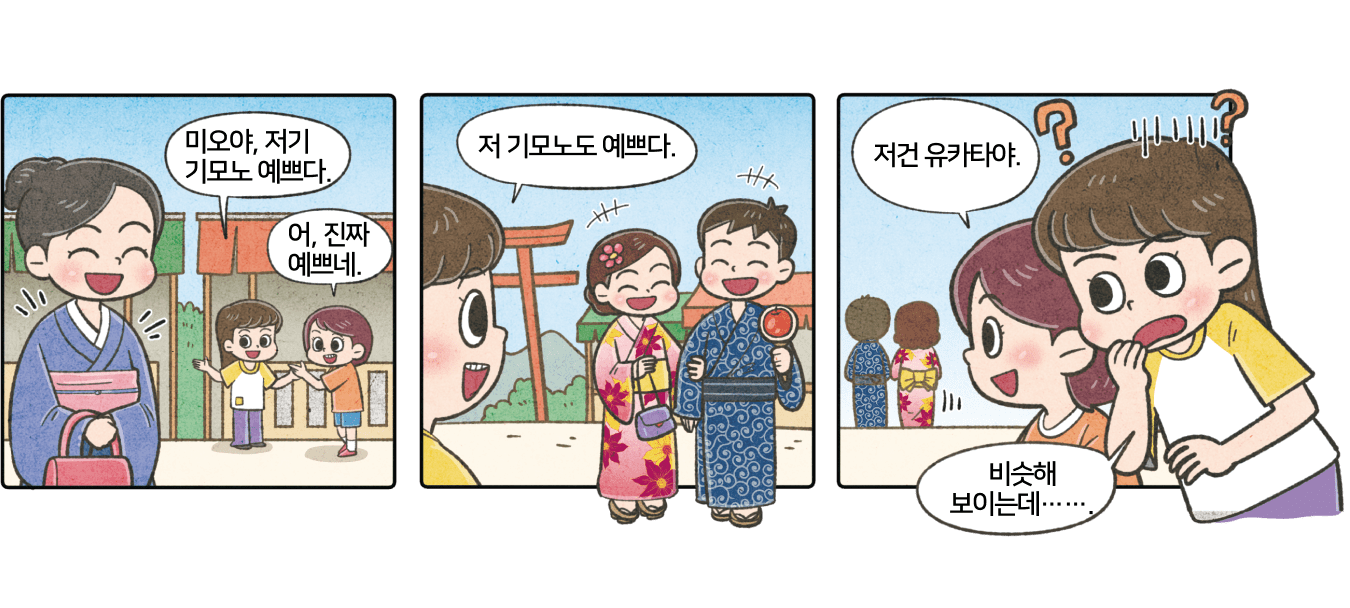 미오야, 저기
기모노 예쁘다.
어, 진짜
예쁘네.
저 기모노도 예쁘다.
저건 유카타야.
?
?
비슷해
보이는데…….